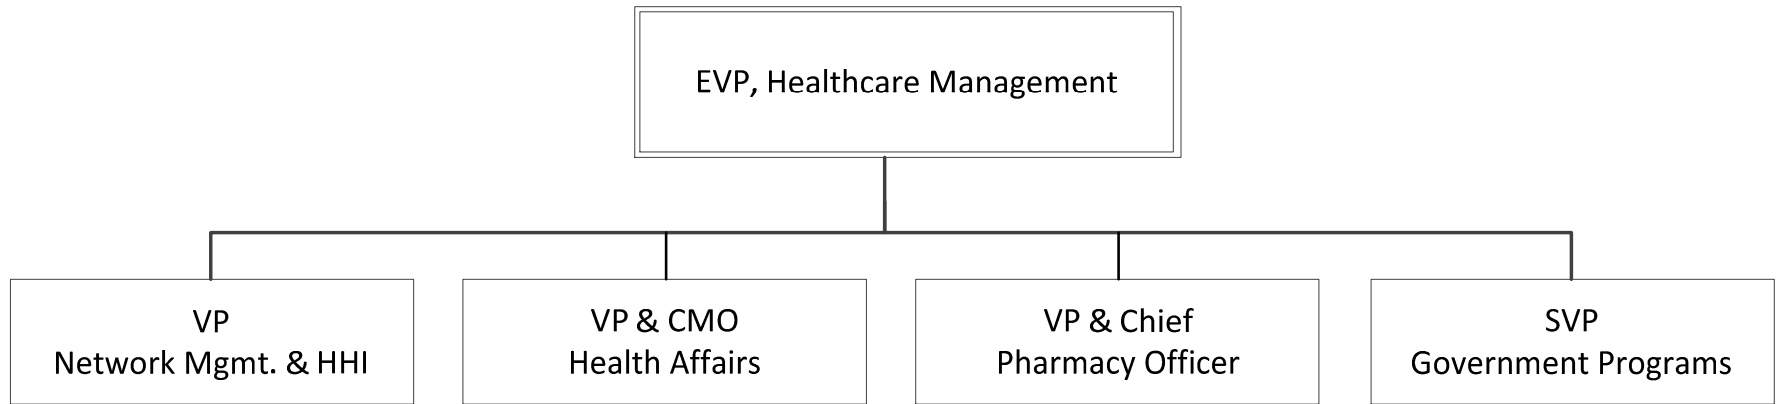 EVP, Healthcare Management
VP
Network Mgmt. & HHI
VP & CMO
Health Affairs
VP & Chief
Pharmacy Officer
SVP
Government Programs